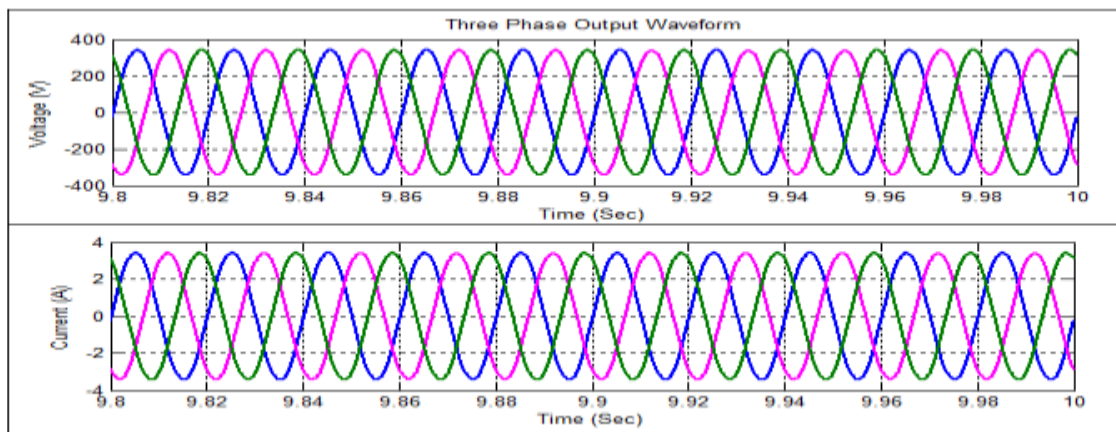 Three Phase Output Waveform
Voltage (V)
400
200
0
-200
-400
9.8 9.82 9.84 9.86 9.88 9.9 9.92 9.94 9.96 9.98 10
Time (Sec)
Current (A)
4
2
0
-2
-4
9.8 9.82 9.84 9.86 9.88 9.9 9.92 9.94 9.96 9.98 10
Time (Sec)